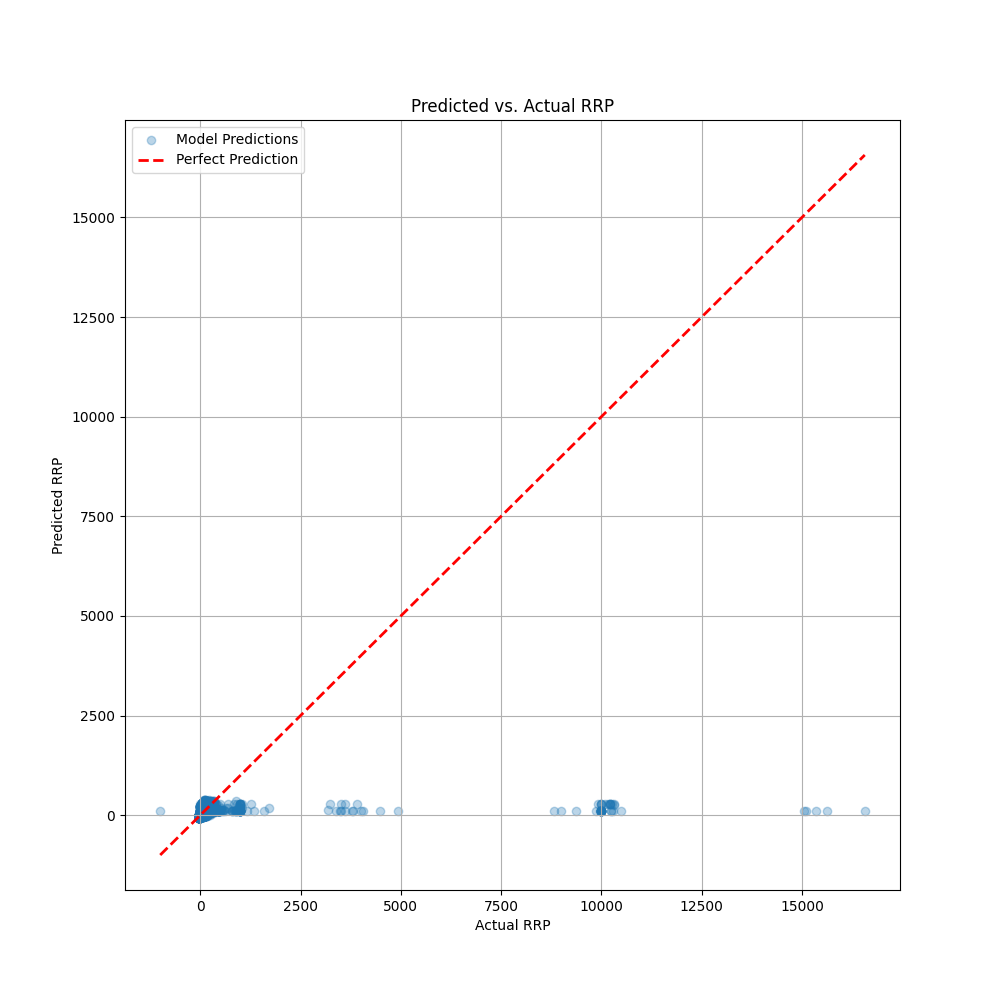 Predicted vs. Actual RRP
Model Predictions
Perfect Prediction
15000
12500
10000
7500
5000
2500
0
Predicted RRP
0 2500 5000 7500 10000 12500 15000
Actual RRP